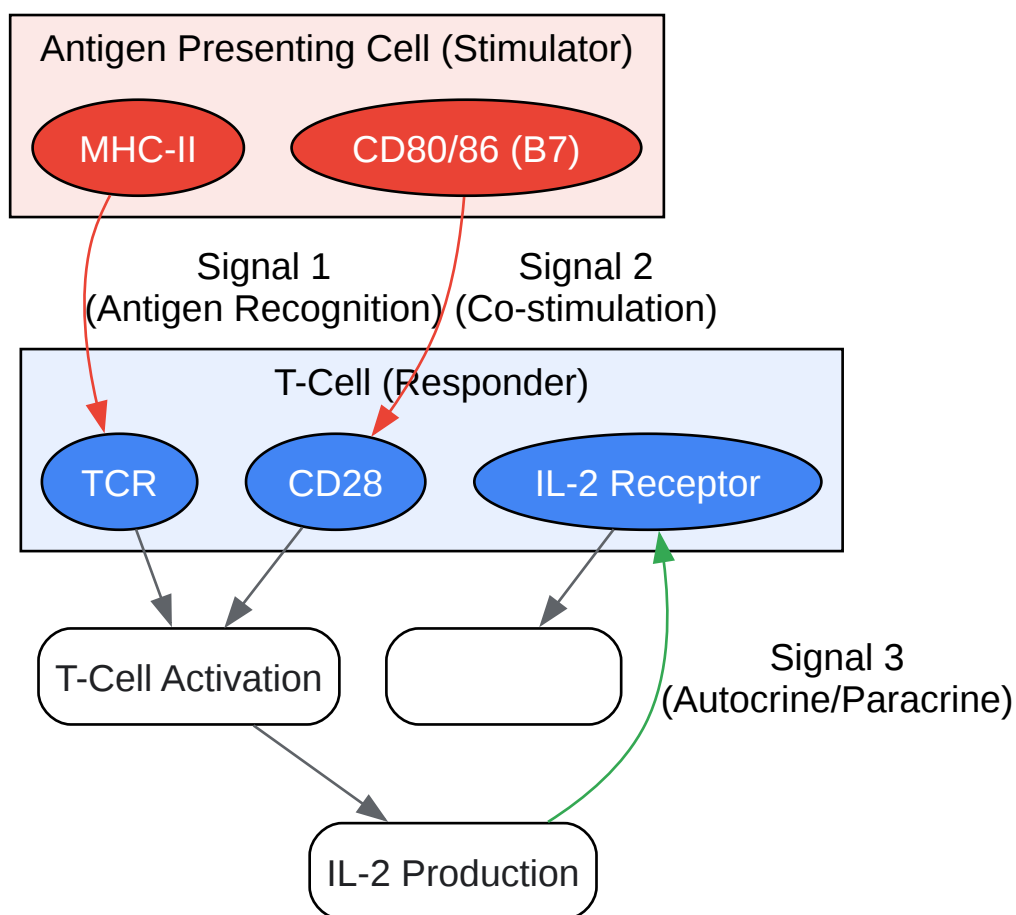 Antigen Presenting Cell (Stimulator)
MHC-II
CD80/86 (B7)
Signal 1
(Antigen Recognition)
Signal 2
(Co-stimulation)
T-Cell (Responder)
TCR
CD28
IL-2 Receptor
T-Cell Activation
Signal 3
(Autocrine/Paracrine)
IL-2 Production